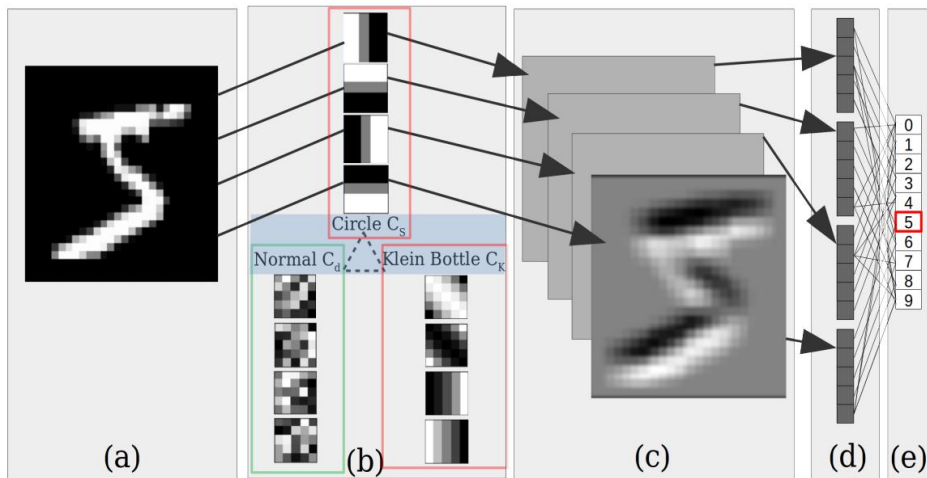 Circle C_S
Normal C_d
Klein Bottle C_K
0
1
2
3
4
5
6
7
8
9
(a)
(b)
(c)
(d)
(e)